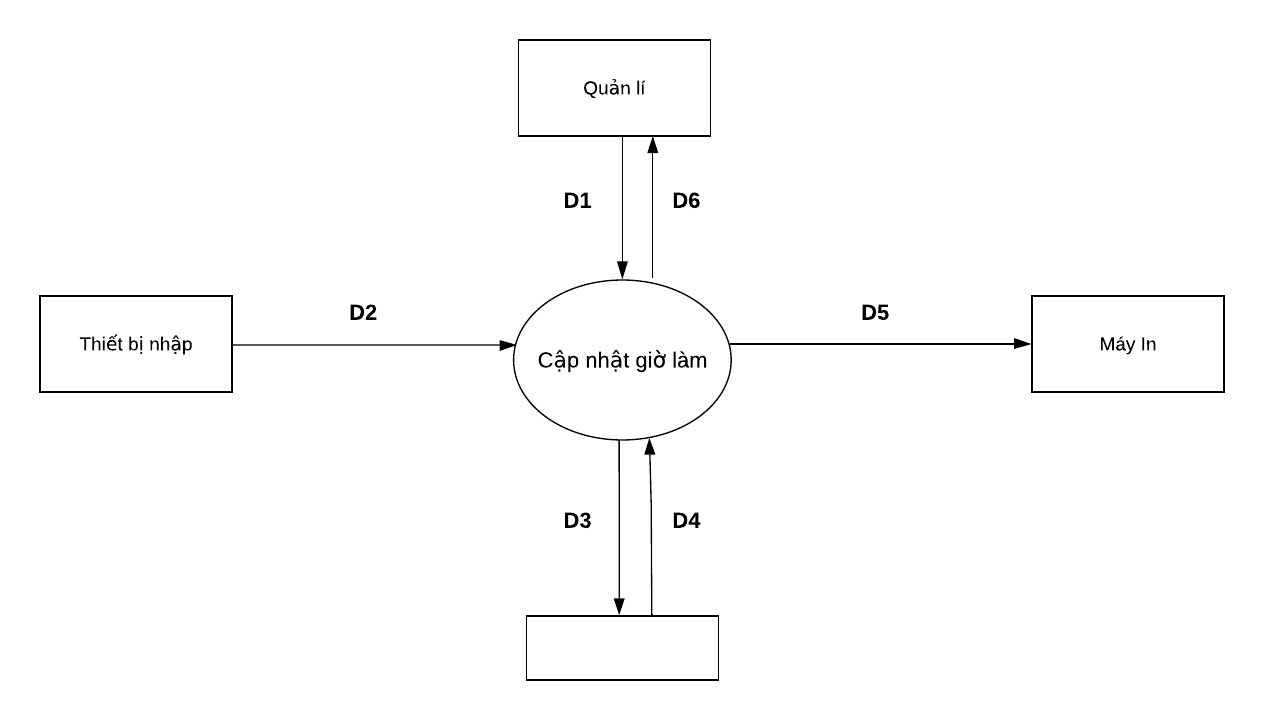 Quản lí
D1
D6
D2
D5
Thiết bị nhập
Cập nhật giờ làm
Máy In
D3
D4